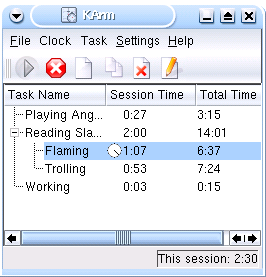 KArm
File Clock Task Settings Help
Task Name Session Time Total Time
Playing Ang... 0:27 3:15
Reading Sla... 2:00 14:01
Flaming 1:07 6:37
Trolling 0:53 7:24
Working 0:03 0:15
This session: 2:30